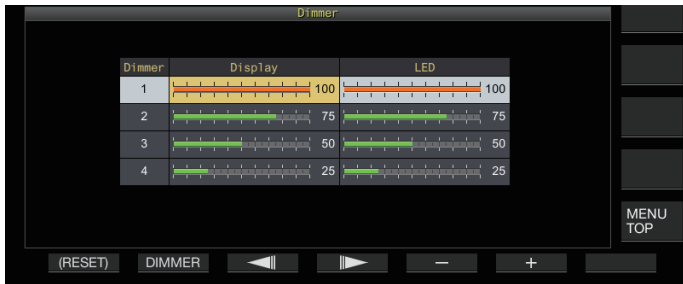 Dimmer
Dimmer Display LED
1 100 100
2 75 75
3 50 50
4 25 25
MENU
TOP
(RESET) DIMMER − +